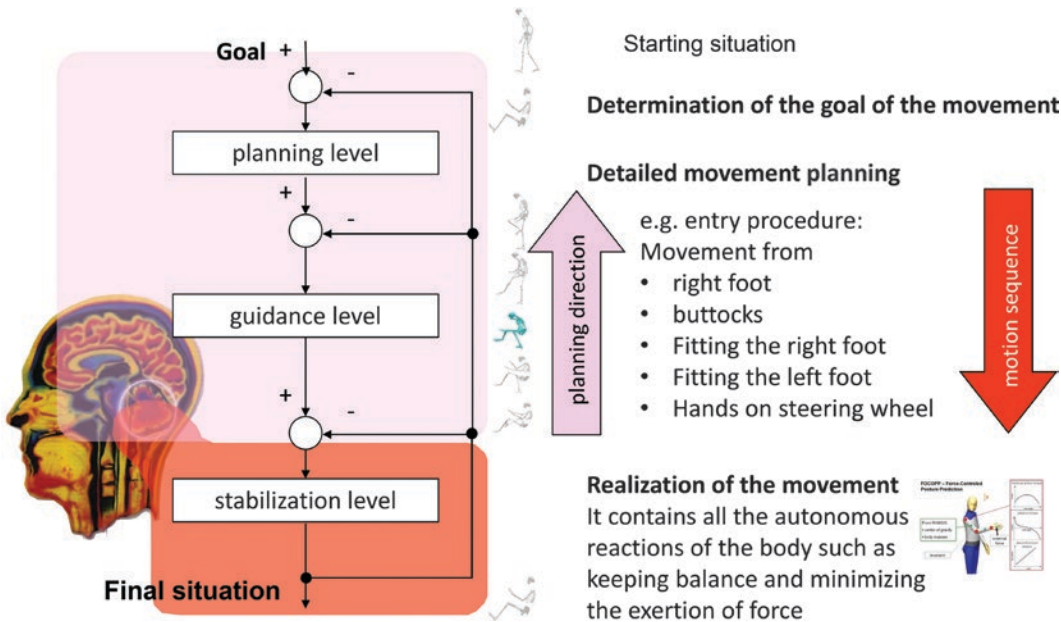 Starting situation
Goal + -
Determination of the goal of the movement
planning level
Detailed movement planning
+ -
planning direction
e.g. entry procedure:
Movement from
• right foot
• buttocks
• Fitting the right foot
• Fitting the left foot
• Hands on steering wheel
motion sequence
guidance level
+ -
stabilization level
Realization of the movement
It contains all the autonomous
reactions of the body such as
keeping balance and minimizing
the exertion of force
Final situation